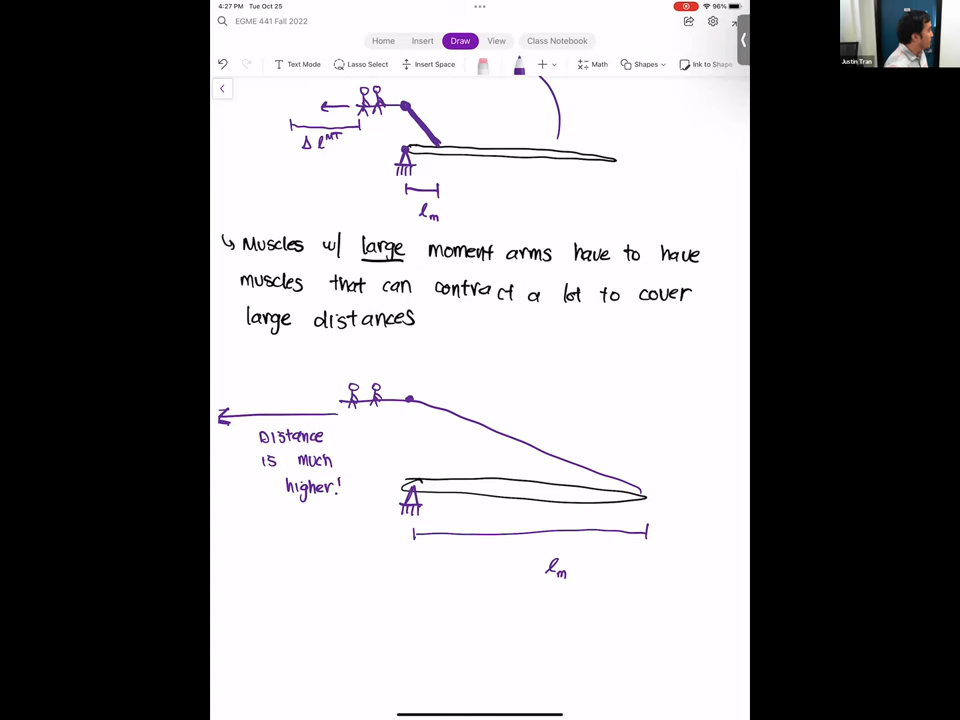 4:27 PM Tue Oct 25
96%
EGME 441 Fall 2022
Home Insert Draw View Class Notebook
Text Mode Lasso Select Insert Space Math Shapes Ink to Shape
Justin Tran
Δ l^MT
l_m
↳ Muscles w/ large moment arms have to have
muscles that can contract a lot to cover
large distances
Distance
is much
higher!
l_m